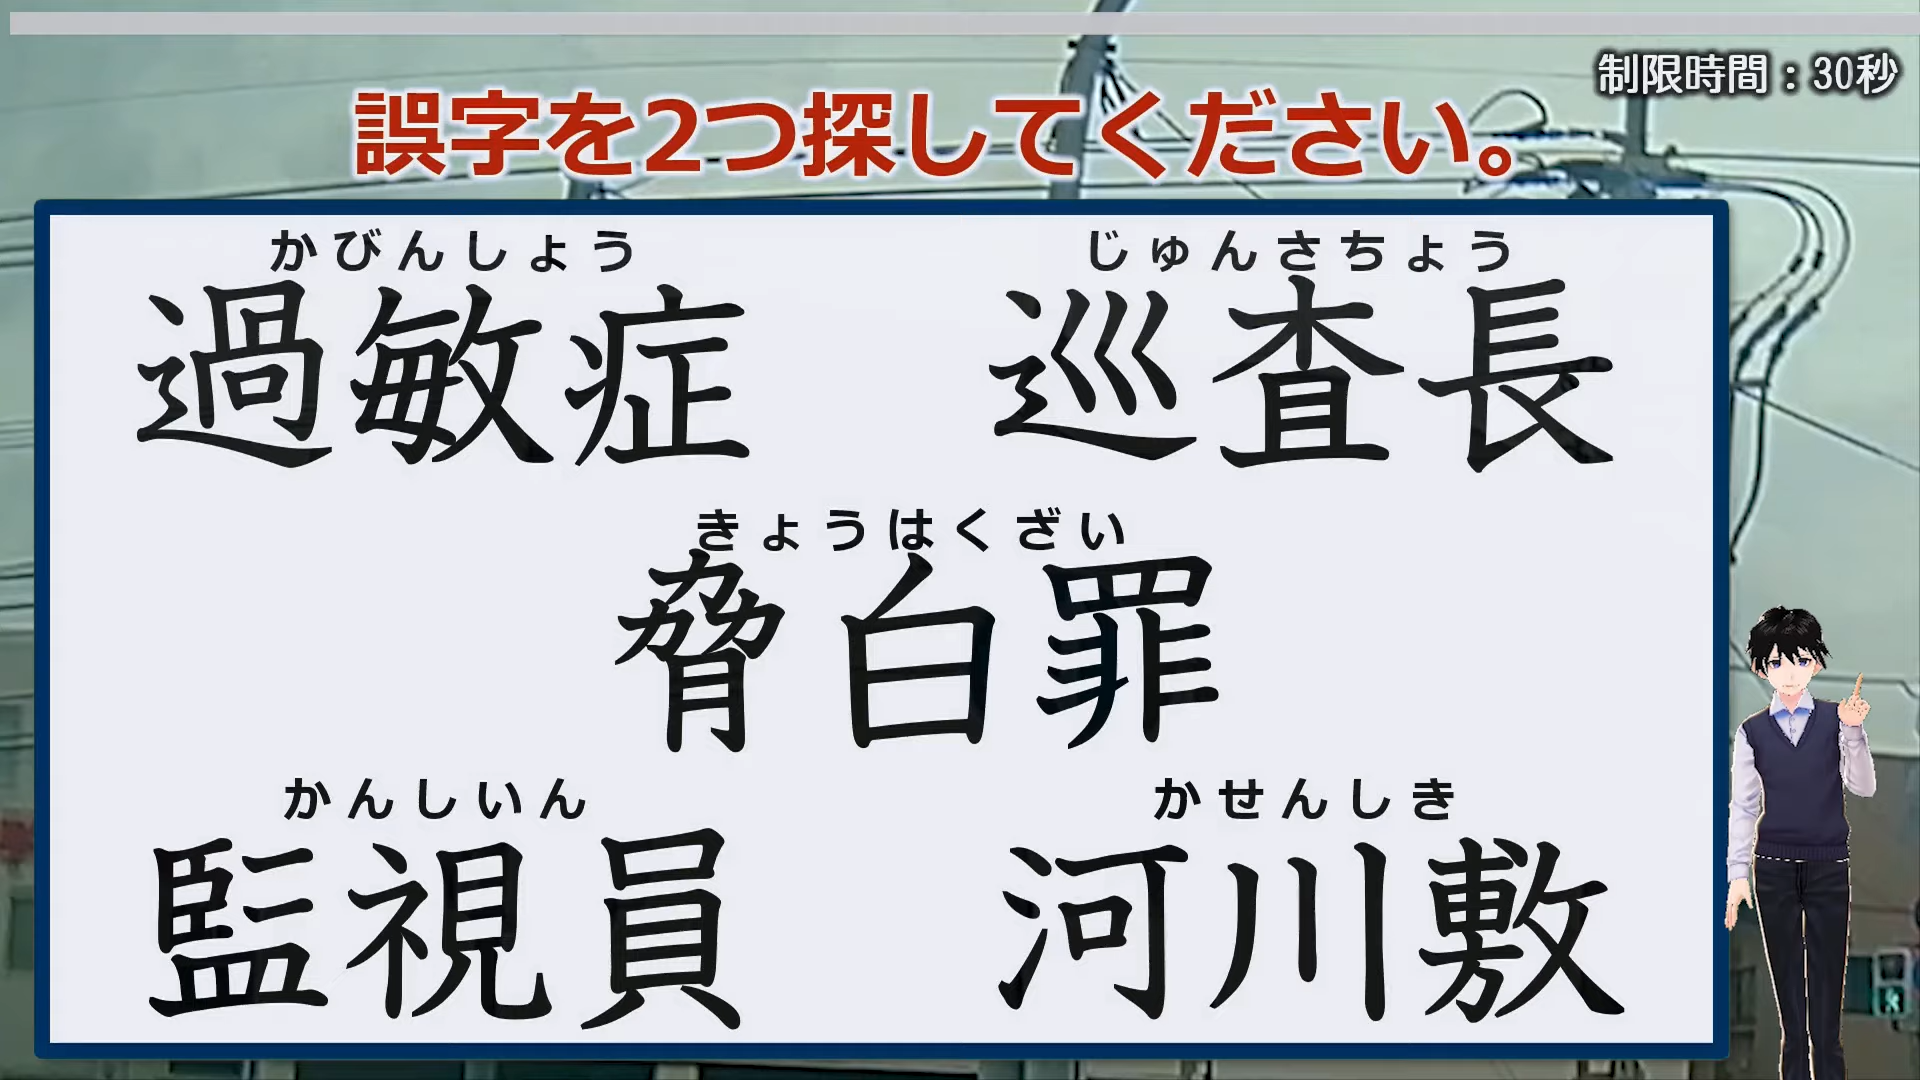 制限時間：30秒
誤字を2つ探してください。
かびんしょう じゅんさちょう
過敏症 巡査長
きょうはくざい
脅白罪
かんしいん かせんしき
監視員 河川敷